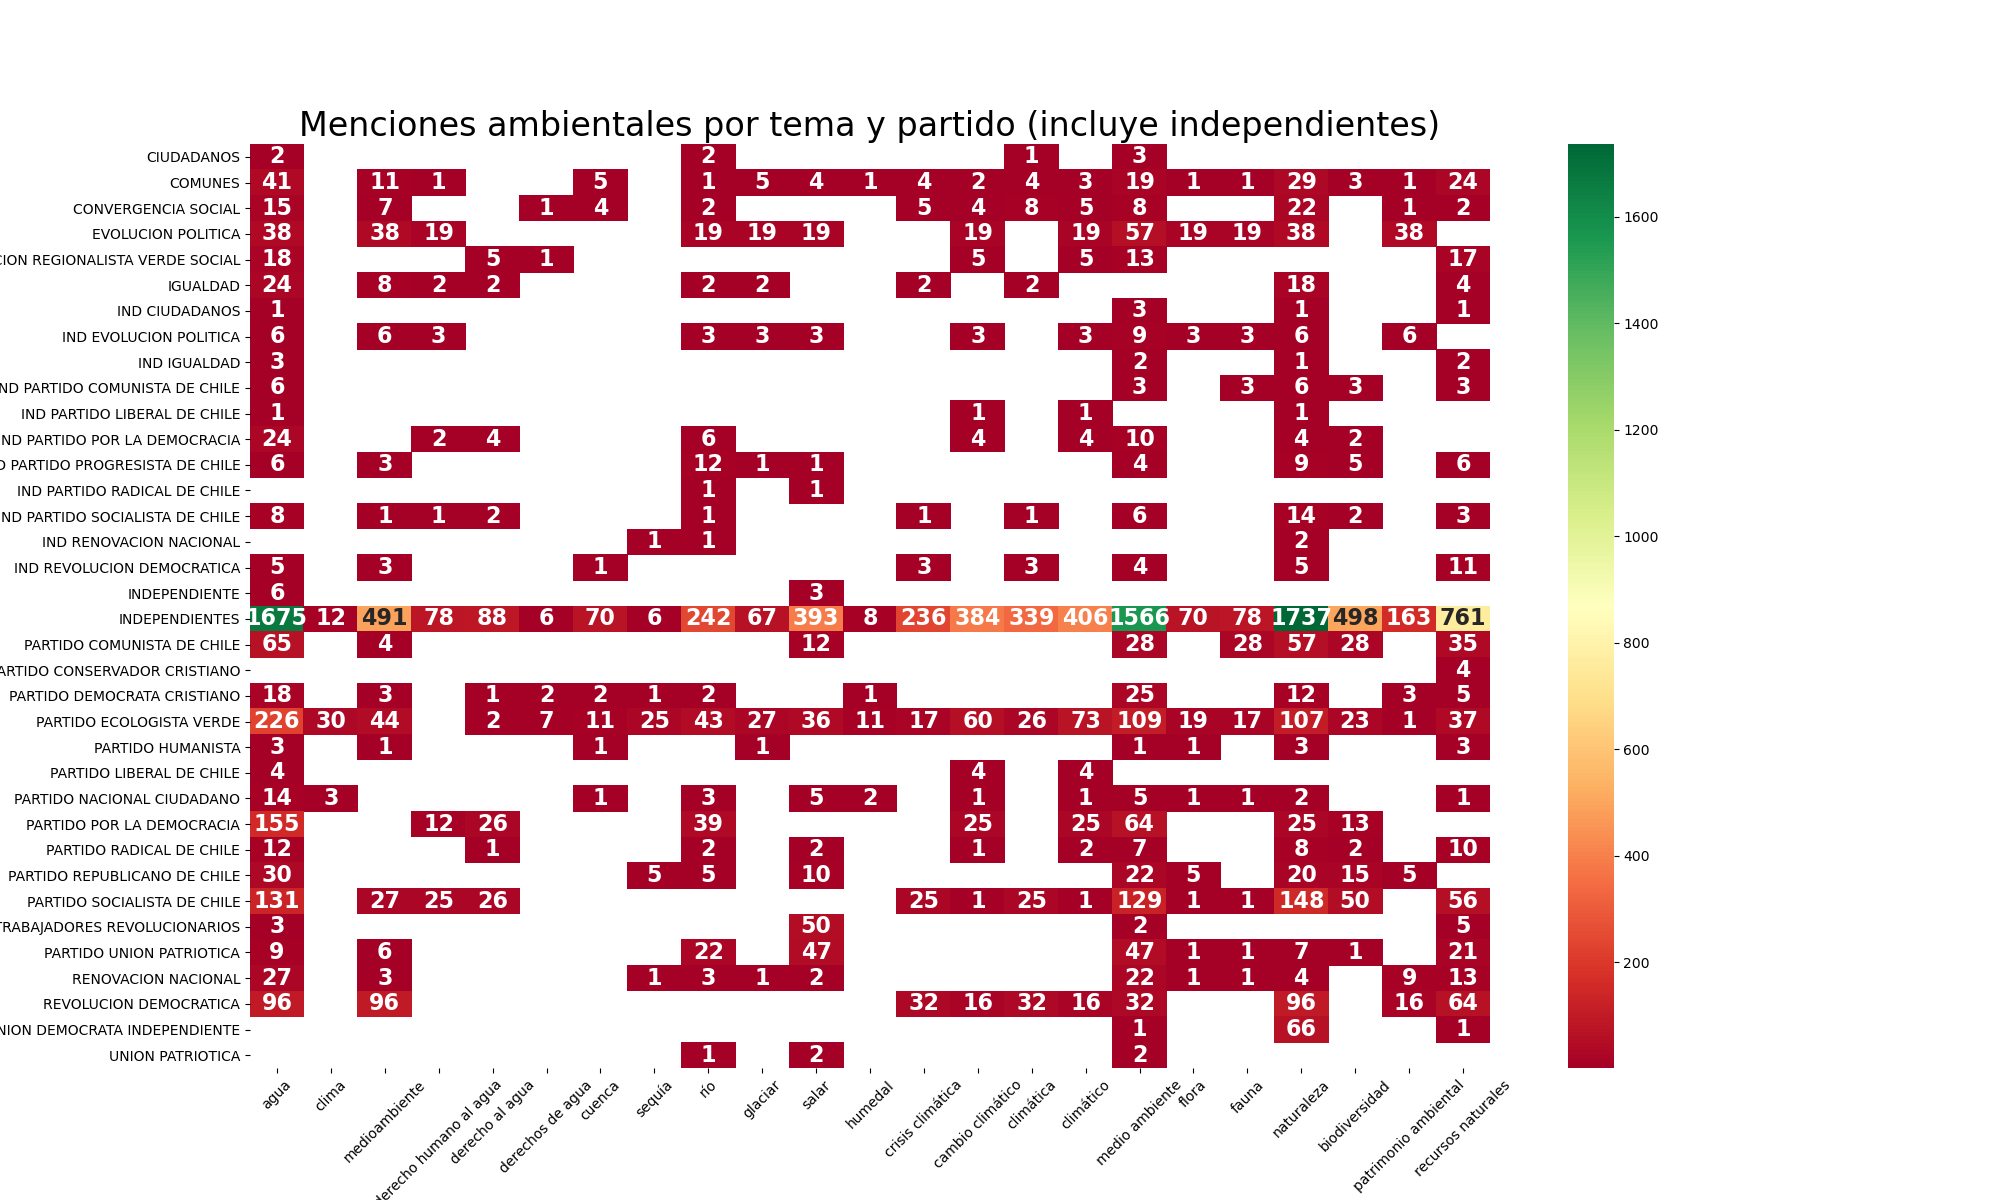 Menciones ambientales por tema y partido (incluye independientes)
CIUDADANOS 2 2 1 3
COMUNES 41 11 1 5 1 5 4 1 4 2 4 3 19 1 1 29 3 1 24
CONVERGENCIA SOCIAL 15 7 1 4 2 5 4 8 5 8 22 1 2
EVOLUCION POLITICA 38 38 19 19 19 19 19 19 57 19 19 38 38
CION REGIONALISTA VERDE SOCIAL 18 5 1 5 5 13 17
IGUALDAD 24 8 2 2 2 2 2 2 18 4
IND CIUDADANOS 1 3 1 1
IND EVOLUCION POLITICA 6 6 3 3 3 3 3 3 9 3 3 6 6
IND IGUALDAD 3 2 1 2
ND PARTIDO COMUNISTA DE CHILE 6 3 3 6 3 3
IND PARTIDO LIBERAL DE CHILE 1 1 1 1
ND PARTIDO POR LA DEMOCRACIA 24 2 4 6 4 4 10 4 2
D PARTIDO PROGRESISTA DE CHILE 6 3 12 1 1 4 9 5 6
IND PARTIDO RADICAL DE CHILE 1 1
ND PARTIDO SOCIALISTA DE CHILE 8 1 1 2 1 1 1 6 14 2 3
IND RENOVACION NACIONAL 1 1 2
IND REVOLUCION DEMOCRATICA 5 3 1 3 3 4 5 11
INDEPENDIENTE 6 3
INDEPENDIENTES 1675 12 491 78 88 6 70 6 242 67 393 8 236 384 339 406 1566 70 78 1737 498 163 761
PARTIDO COMUNISTA DE CHILE 65 4 12 28 28 57 28 35
ARTIDO CONSERVADOR CRISTIANO 4
PARTIDO DEMOCRATA CRISTIANO 18 3 1 2 2 1 2 1 25 12 3 5
PARTIDO ECOLOGISTA VERDE 226 30 44 2 7 11 25 43 27 36 11 17 60 26 73 109 19 17 107 23 1 37
PARTIDO HUMANISTA 3 1 1 1 1 1 3 3
PARTIDO LIBERAL DE CHILE 4 4 4
PARTIDO NACIONAL CIUDADANO 14 3 1 3 5 2 1 1 5 1 1 2 1
PARTIDO POR LA DEMOCRACIA 155 12 26 39 25 25 64 25 13
PARTIDO RADICAL DE CHILE 12 1 2 2 1 2 7 8 2 10
PARTIDO REPUBLICANO DE CHILE 30 5 5 10 22 5 20 15 5
PARTIDO SOCIALISTA DE CHILE 131 27 25 26 25 1 25 1 129 1 1 148 50 56
TRABAJADORES REVOLUCIONARIOS 3 50 2 5
PARTIDO UNION PATRIOTICA 9 6 22 47 47 1 1 7 1 21
RENOVACION NACIONAL 27 3 1 3 1 2 22 1 1 4 9 13
REVOLUCION DEMOCRATICA 96 96 32 16 32 16 32 96 16 64
NION DEMOCRATA INDEPENDIENTE 1 66 1
UNION PATRIOTICA 1 2 2
agua clima medioambiente derecho humano al agua derecho al agua derechos de agua cuenca sequía río glaciar salar humedal crisis climática cambio climático climática climático medio ambiente flora fauna naturaleza biodiversidad patrimonio ambiental recursos naturales
1600
1400
1200
1000
800
600
400
200